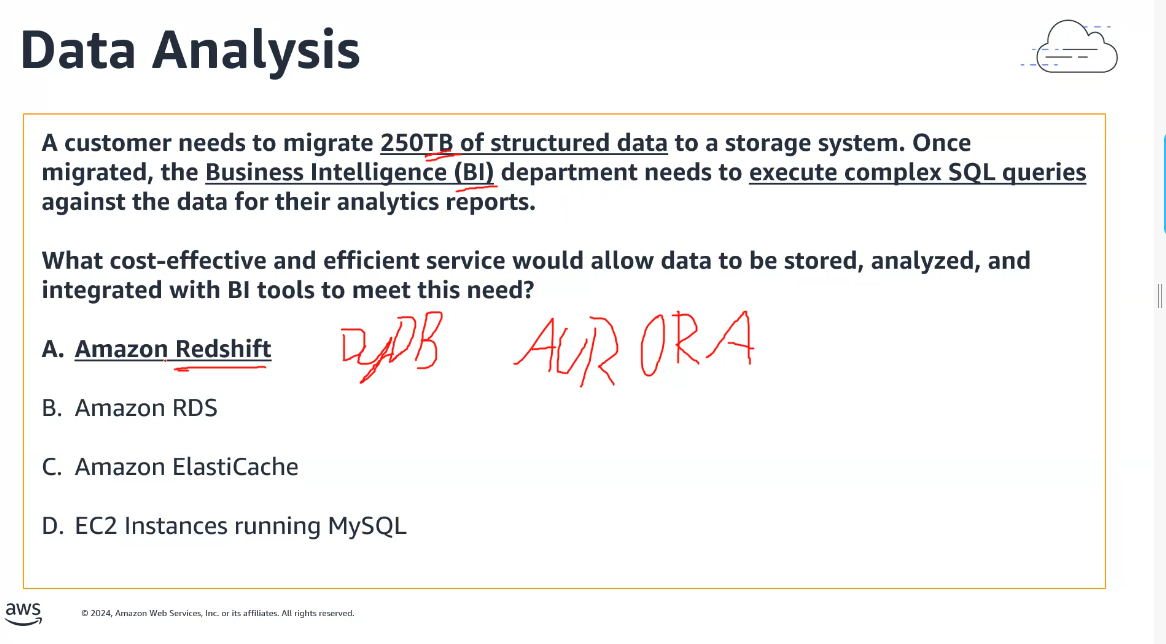 Data Analysis
A customer needs to migrate 250TB of structured data to a storage system. Once
migrated, the Business Intelligence (BI) department needs to execute complex SQL queries
against the data for their analytics reports.
What cost-effective and efficient service would allow data to be stored, analyzed, and
integrated with BI tools to meet this need?
A. Amazon Redshift
AURORA
B. Amazon RDS
C. Amazon ElastiCache
D. EC2 Instances running MySQL
aws
© 2024, Amazon Web Services, Inc. or its affiliates. All rights reserved.